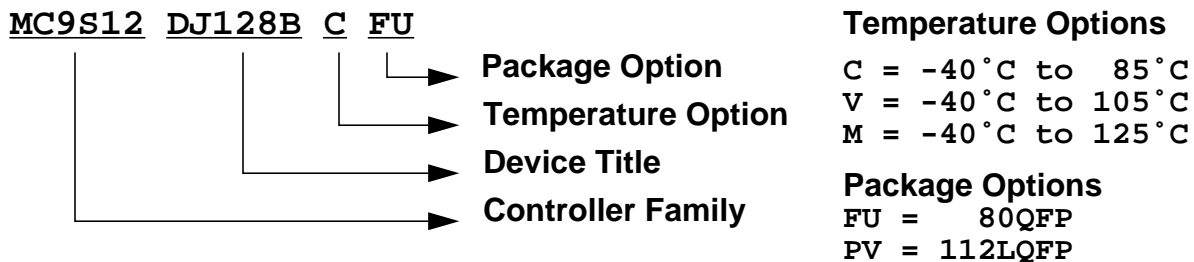 MC9S12 DJ128B C FU
Package Option
Temperature Option
Device Title
Controller Family
Temperature Options
C = -40˚C to 85˚C
V = -40˚C to 105˚C
M = -40˚C to 125˚C
Package Options
FU = 80QFP
PV = 112LQFP